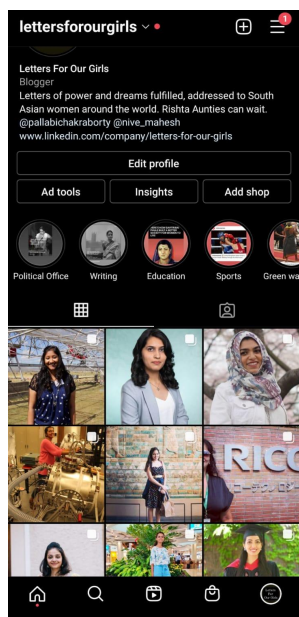 lettersforourgirls
1
Letters For Our Girls
Blogger
Letters of power and dreams fulfilled, addressed to South
Asian women around the world. Rishta Aunties can wait.
@pallabichakraborty @nive_mahesh
www.linkedin.com/company/letters-for-our-girls
Edit profile
Ad tools Insights Add shop
Political Office Writing Education Sports Green wa
RICO